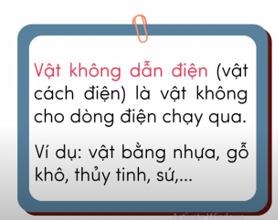 Vật không dẫn điện (vật
cách điện) là vật không
cho dòng điện chạy qua.
Ví dụ: vật bằng nhựa, gỗ
khô, thủy tinh, sứ,...